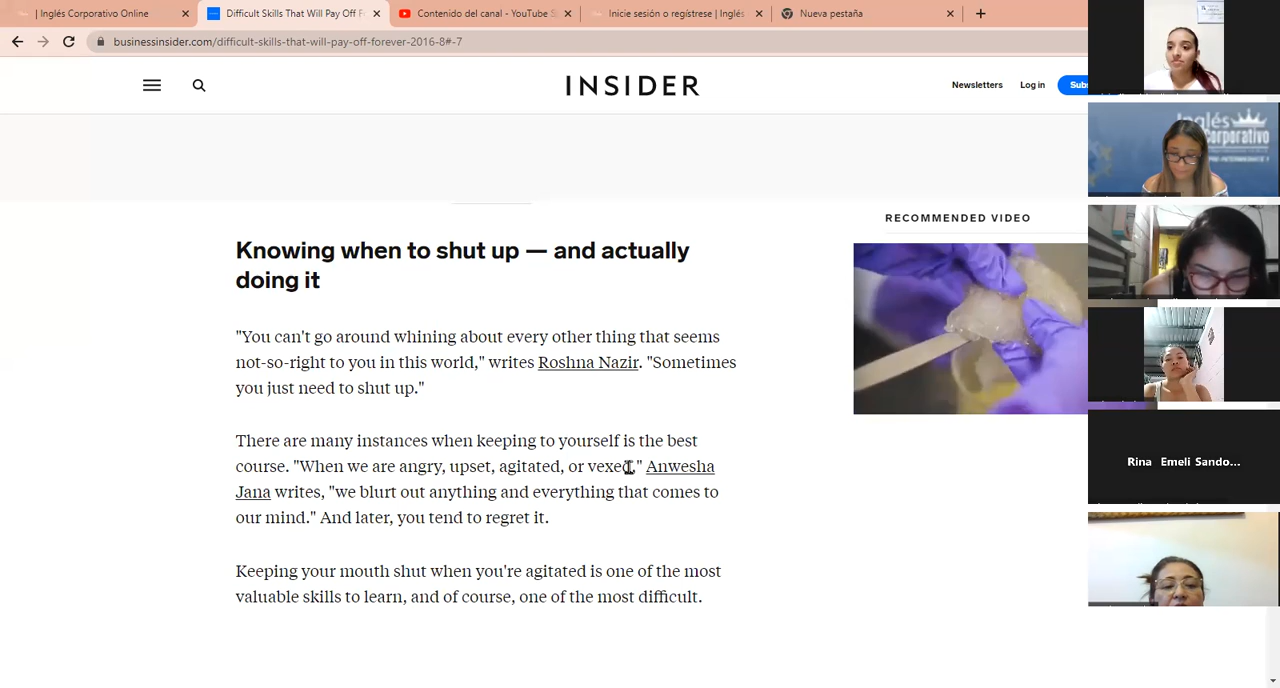 Inglés Corporativo Online
Difficult Skills That Will Pay Off F
Contenido del canal - YouTube S
Inicie sesión o regístrese | Inglés
Nueva pestaña
businessinsider.com/difficult-skills-that-will-pay-off-forever-2016-8#-7
INSIDER
Newsletters
Log in
Subs
RECOMMENDED VIDEO
Knowing when to shut up — and actually
doing it
"You can't go around whining about every other thing that seems
not-so-right to you in this world," writes Roshna Nazir. "Sometimes
you just need to shut up."
There are many instances when keeping to yourself is the best
course. "When we are angry, upset, agitated, or vexed," Anwesha
Jana writes, "we blurt out anything and everything that comes to
our mind." And later, you tend to regret it.
Keeping your mouth shut when you're agitated is one of the most
valuable skills to learn, and of course, one of the most difficult.
Inglés
Corporativo
Rina Emeli Sando...